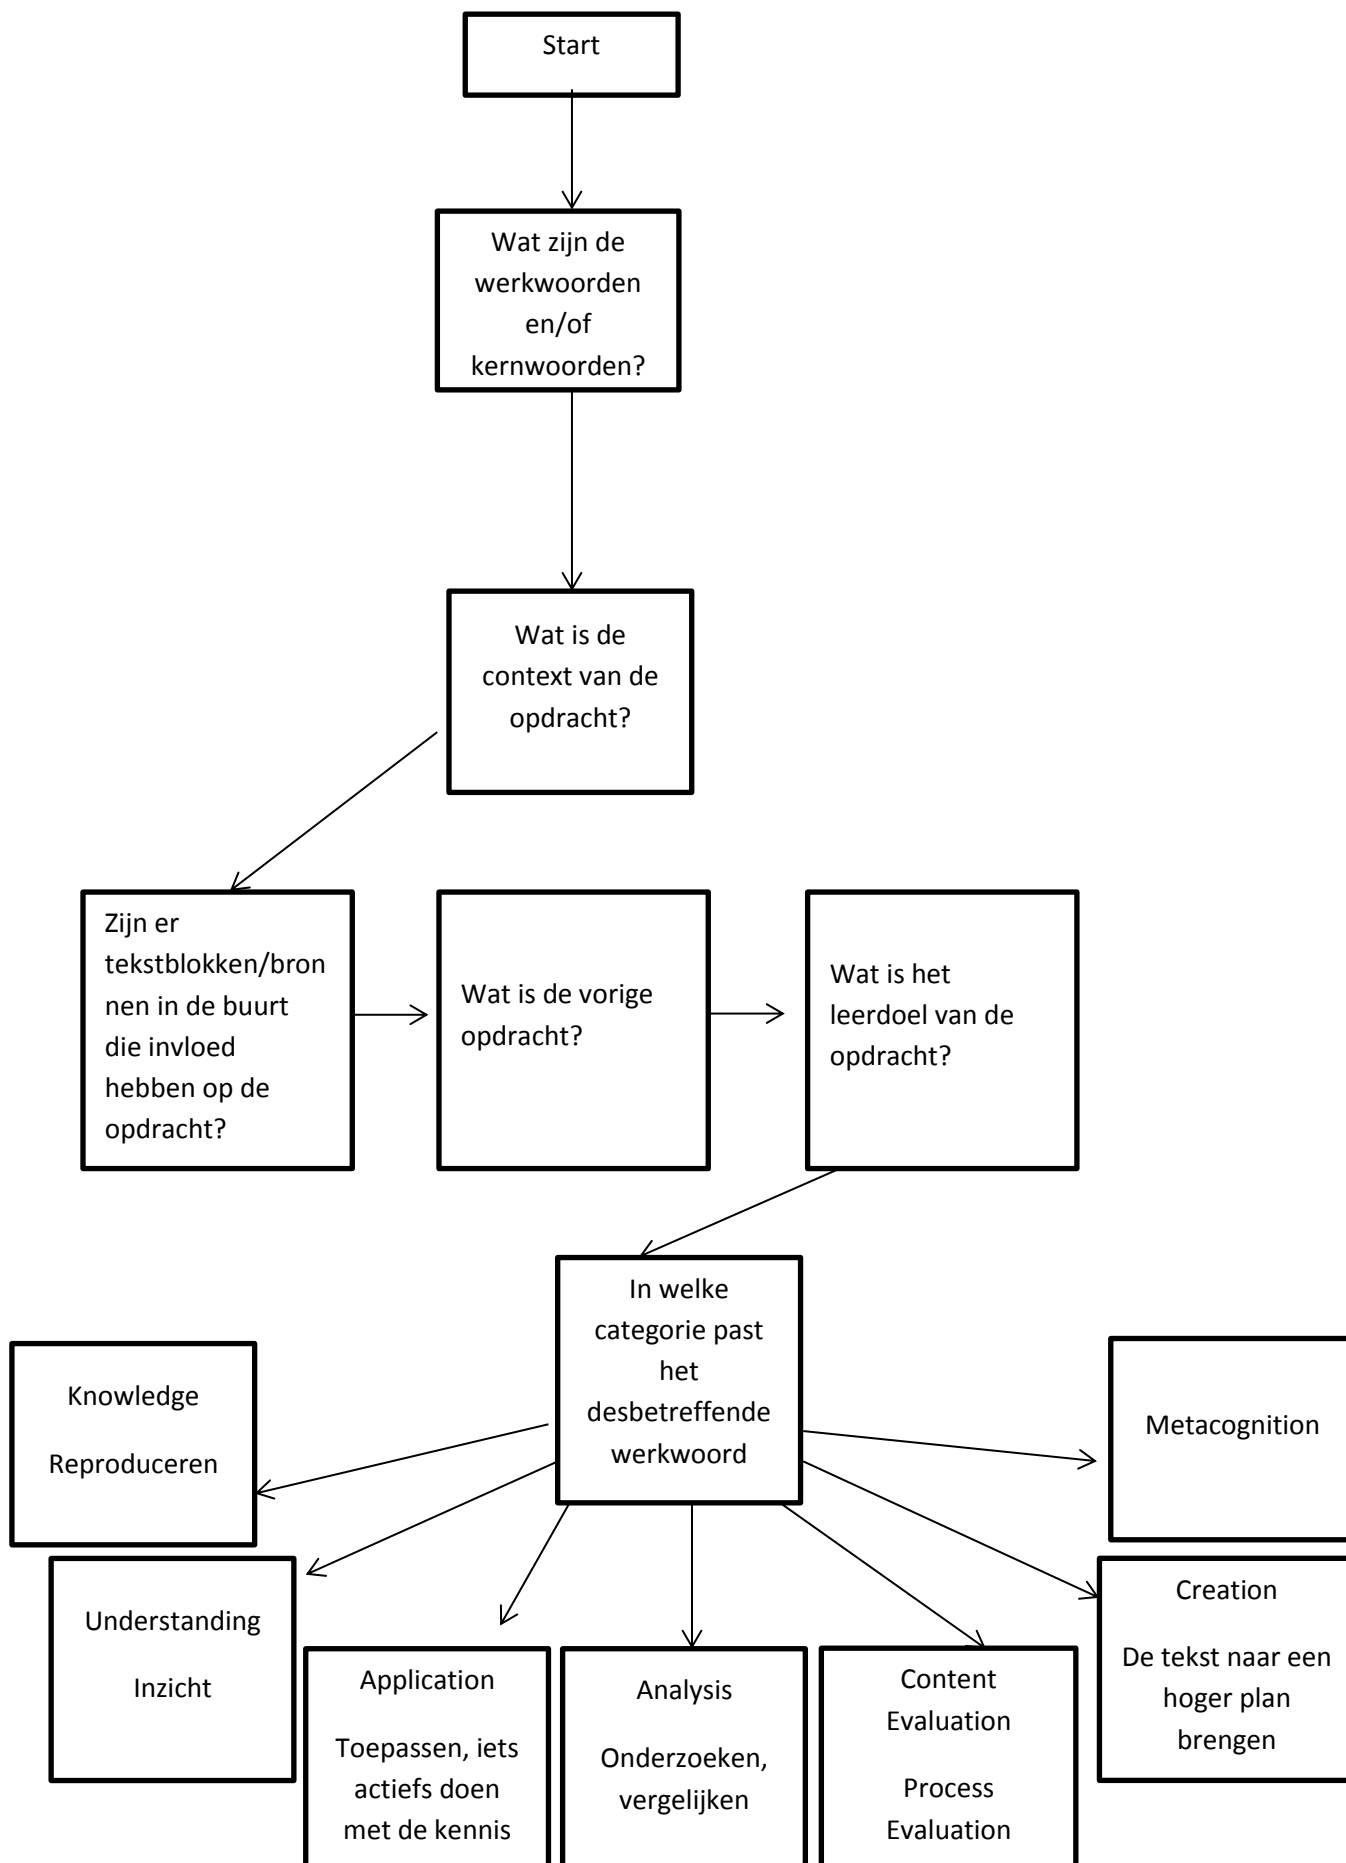 Start
Wat zijn de
werkwoorden
en/of
kernwoorden?
Wat is de
context van de
opdracht?
Zijn er
tekstblokken/bron
nen in de buurt
die invloed
hebben op de
opdracht?
Wat is de vorige
opdracht?
Wat is het
leerdoel van de
opdracht?
In welke
categorie past
het
desbetreffende
werkwoord
Knowledge
Reproduceren
Understanding
Inzicht
Application
Toepassen, iets
actiefs doen
met de kennis
Analysis
Onderzoeken,
vergelijken
Content
Evaluation
Process
Evaluation
Creation
De tekst naar een
hoger plan
brengen
Metacognition